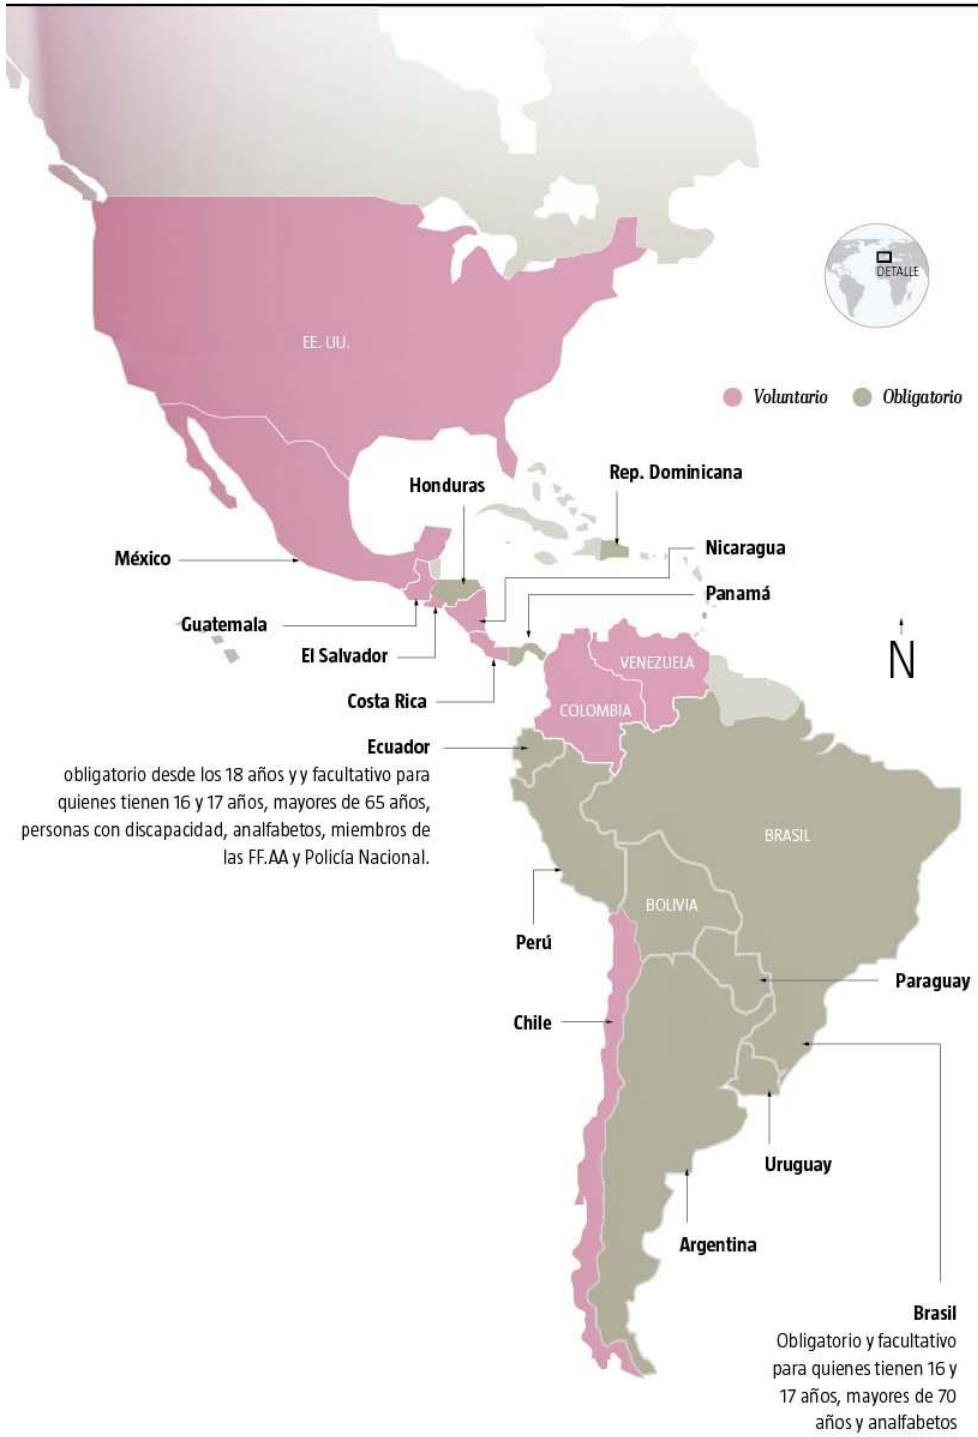 DETALLE
EE. UU.
Voluntario
Obligatorio
Rep. Dominicana
Honduras
Nicaragua
México
Panamá
Guatemala
El Salvador
N
VENEZUELA
Costa Rica
COLOMBIA
Ecuador
obligatorio desde los 18 años y y facultativo para
quienes tienen 16 y 17 años, mayores de 65 años,
personas con discapacidad, analfabetos, miembros de
las FF.AA y Policía Nacional.
BRASIL
BOLIVIA
Perú
Paraguay
Chile
Uruguay
Argentina
Brasil
Obligatorio y facultativo
para quienes tienen 16 y
17 años, mayores de 70
años y analfabetos